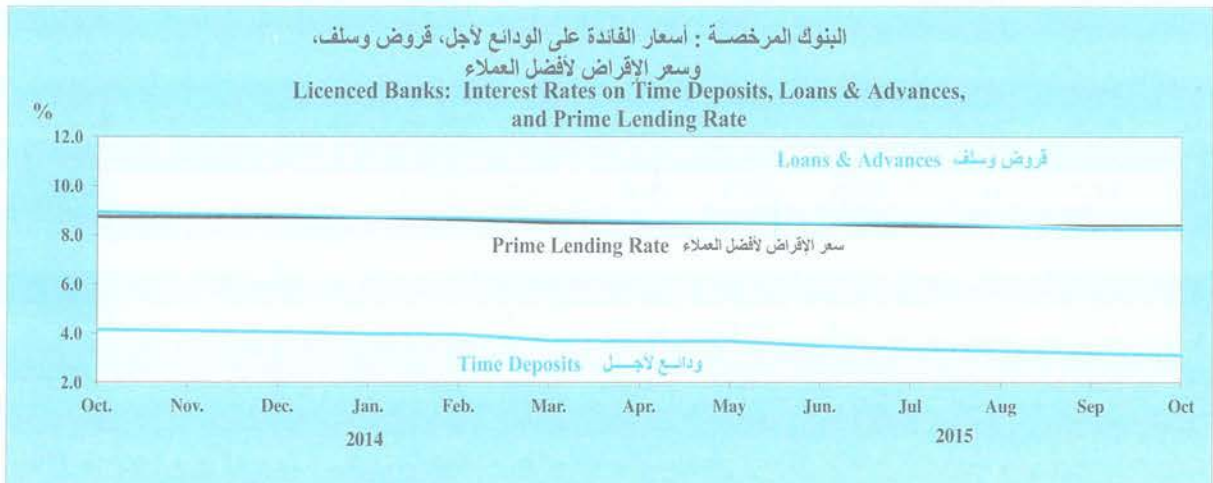 البنوك المرخصــة : أسعار الفائدة على الودائع لأجل، قروض وسلف،
وسعر الإقراض لأفضل العملاء
Licenced Banks: Interest Rates on Time Deposits, Loans & Advances,
and Prime Lending Rate
%
12.0
10.0
8.0
6.0
4.0
2.0
Loans & Advances قروض وسلف
Prime Lending Rate سعر الإقراض لأفضل العملاء
Time Deposits ودائــع لأجــــل
Oct. Nov. Dec. Jan. Feb. Mar. Apr. May Jun. Jul Aug Sep Oct
2014 2015